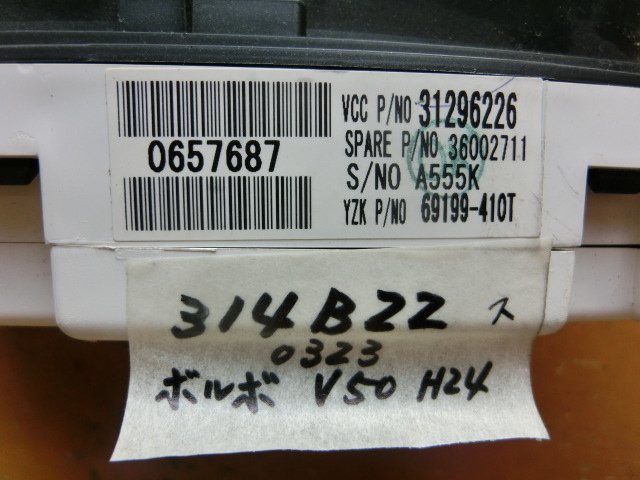 0657687
VCC P/NO 31296226
SPARE P/NO 36002711
S/NO A555K
YZK P/NO 69199-410T
314B22 ス
0323
ボルボ V50 H24